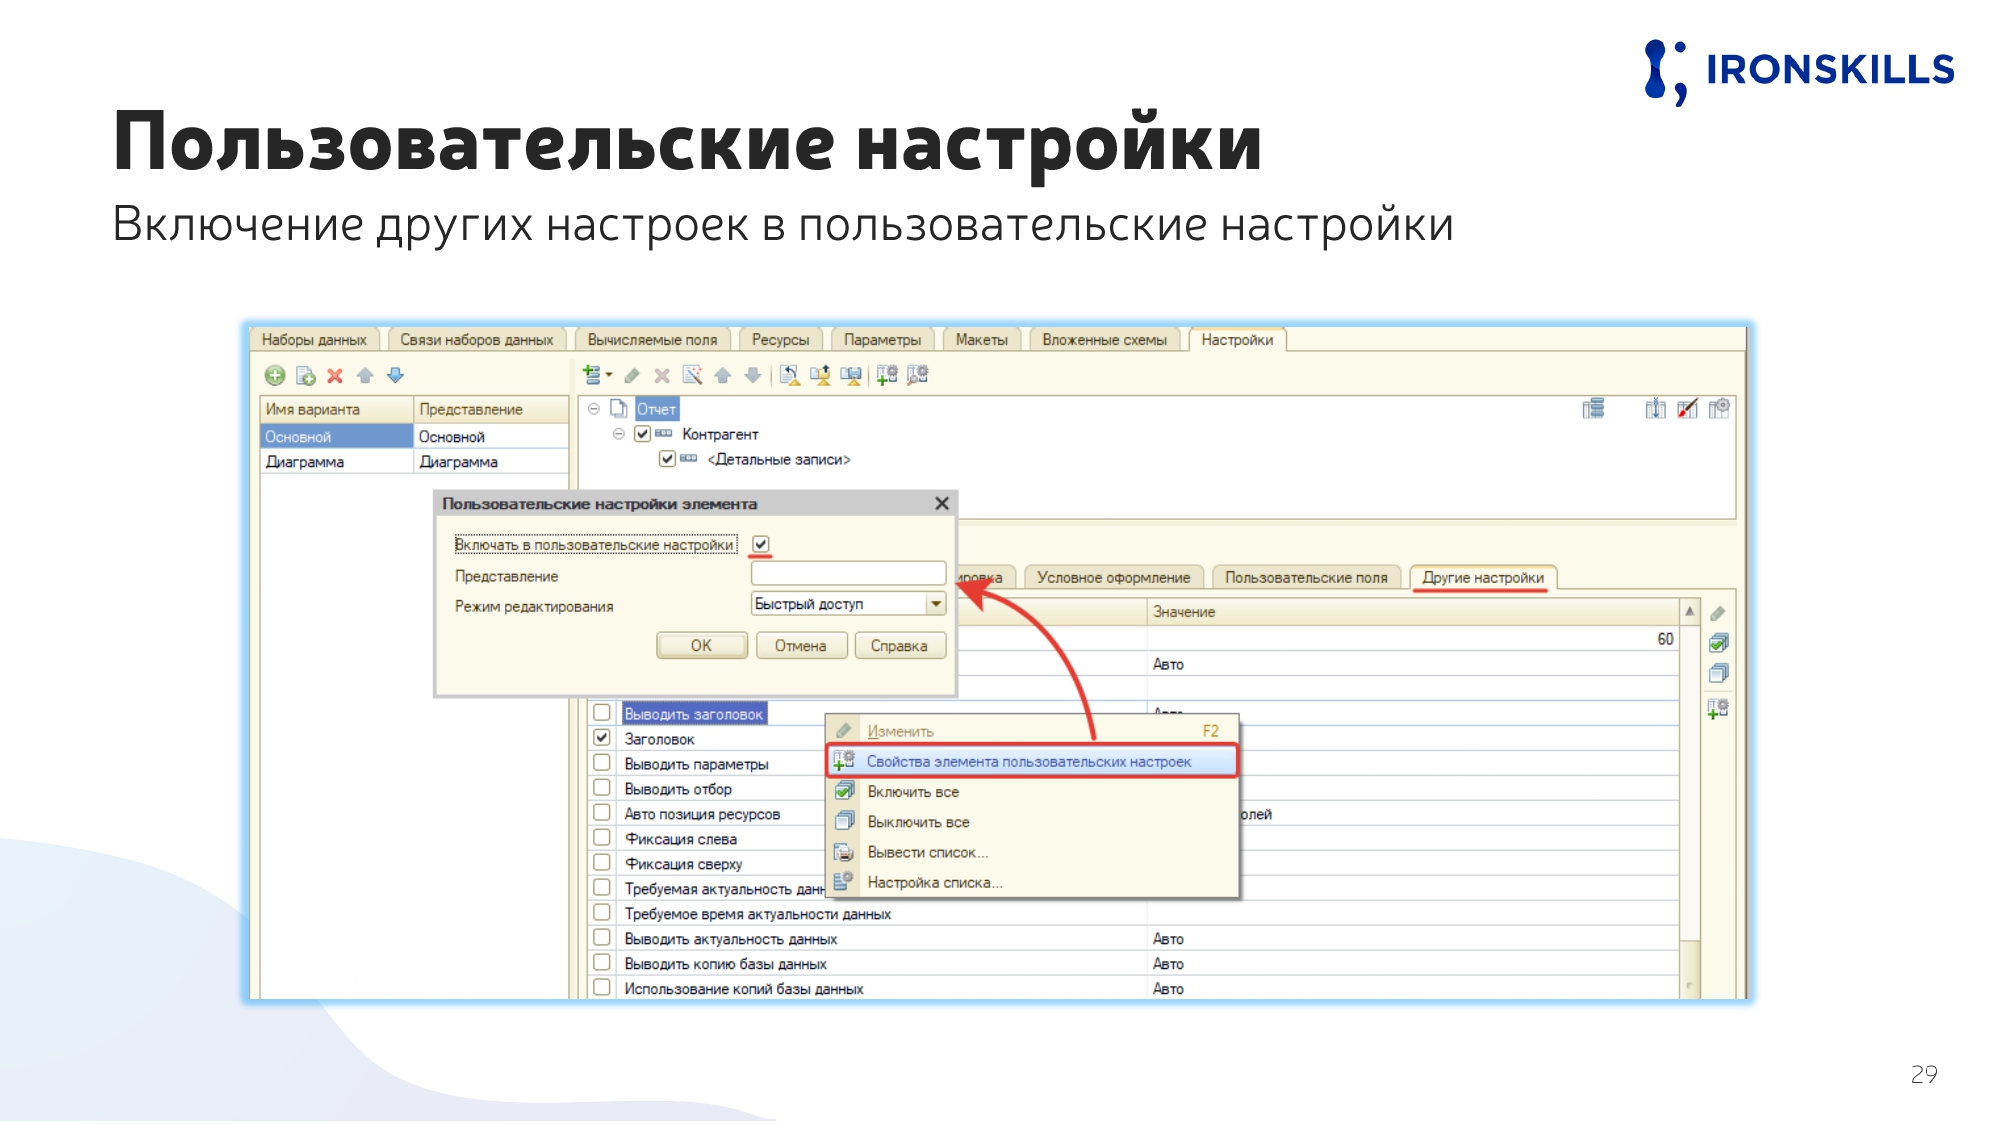 IRONSKILLS
Пользовательские настройки
Включение других настроек в пользовательские настройки
Наборы данных Связи наборов данных Вычисляемые поля Ресурсы Параметры Макеты Вложенные схемы Настройки
Имя варианта Представление
Основной Основной
Диаграмма Диаграмма
Отчет
Контрагент
<Детальные записи>
Пользовательские настройки элемента
Включать в пользовательские настройки
Представление
Режим редактирования Быстрый доступ
OK Отмена Справка
Условное оформление Пользовательские поля Другие настройки
Значение
60
Авто
Выводить заголовок
Заголовок
Выводить параметры
Выводить отбор
Авто позиция ресурсов
Фиксация слева
Фиксация сверху
Требуемая актуальность
Требуемое время актуальности данных
Выводить актуальность данных Авто
Выводить копию базы данных Авто
Использование копий базы данных Авто
Изменить F2
Свойства элемента пользовательских настроек
Включить все
Выключить все
Вывести список...
Настройка списка...
29